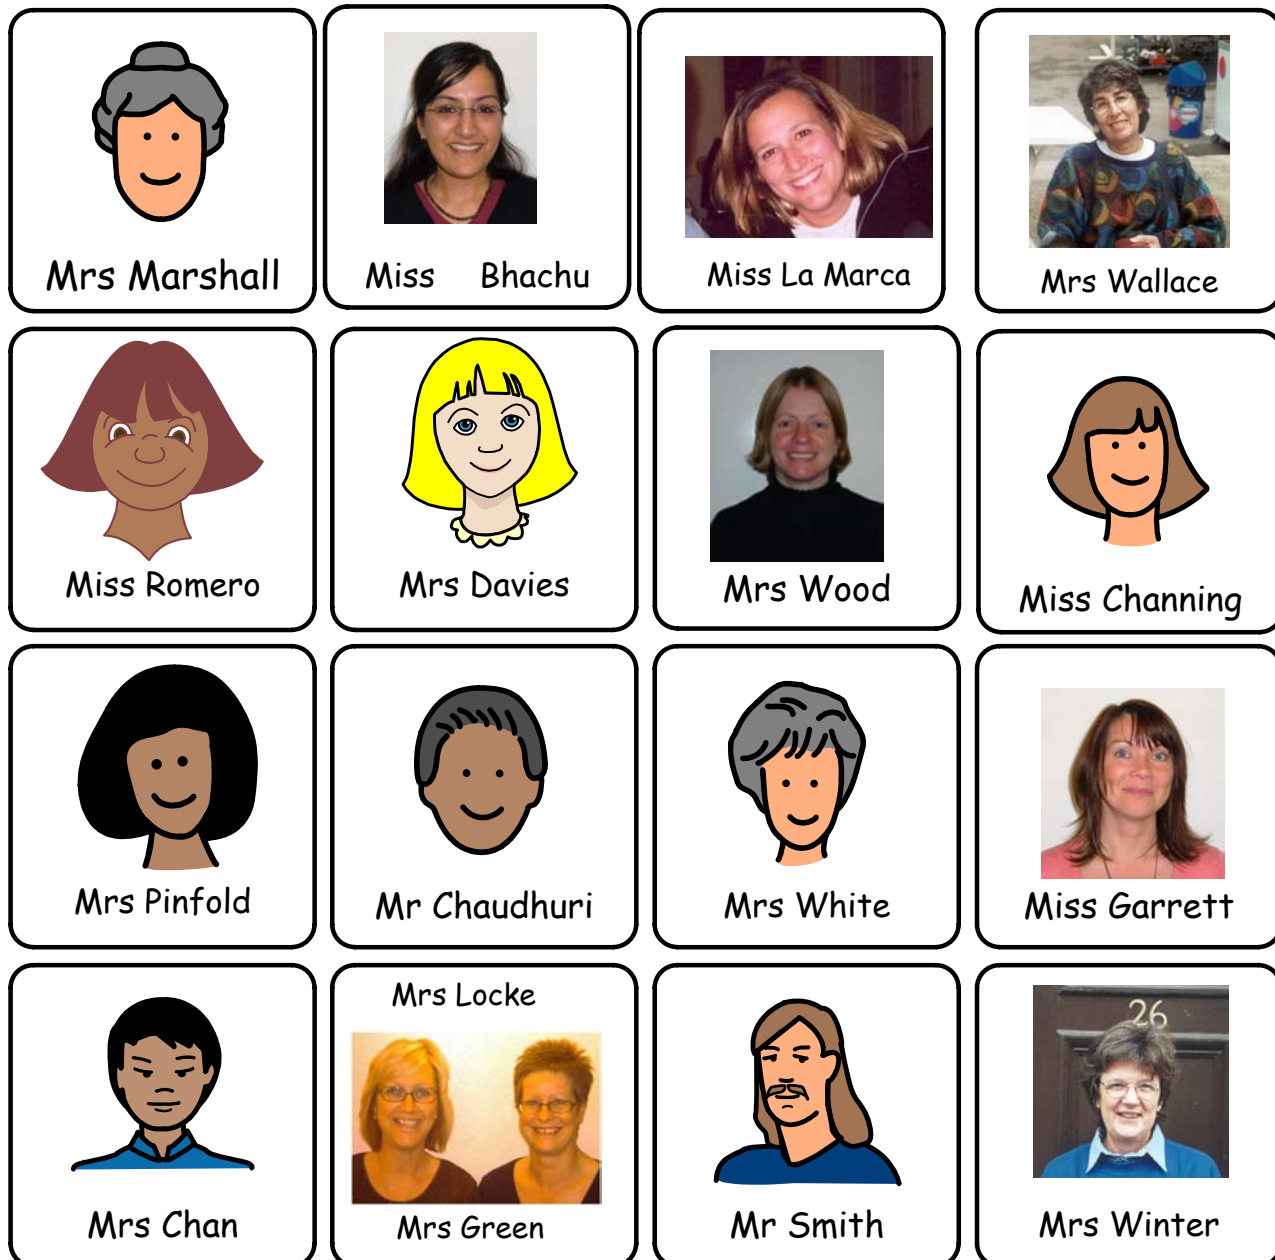 Mrs Marshall
Miss Bhachu
Miss La Marca
Mrs Wallace
Miss Romero
Mrs Davies
Mrs Wood
Miss Channing
Mrs Pinfold
Mr Chaudhuri
Mrs White
Miss Garrett
Mrs Chan
Mrs Locke
Mrs Green
Mr Smith
26
Mrs Winter